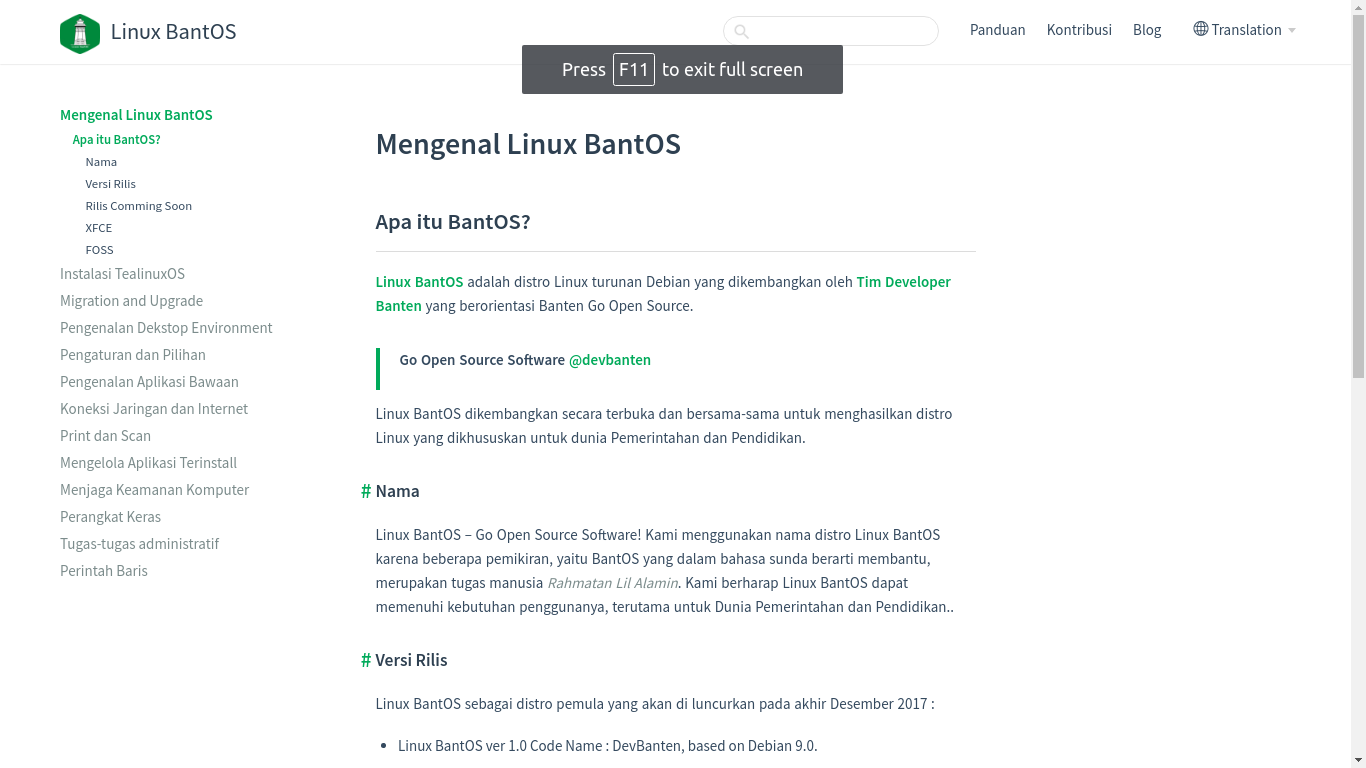 Linux BantOS
Panduan
Kontribusi
Blog
Translation
Press F11 to exit full screen
Mengenal Linux BantOS
Apa itu BantOS?
Nama
Versi Rilis
Rilis Comming Soon
XFCE
FOSS
Instalasi TealinuxOS
Migration and Upgrade
Pengenalan Dekstop Environment
Pengaturan dan Pilihan
Pengenalan Aplikasi Bawaan
Koneksi Jaringan dan Internet
Print dan Scan
Mengelola Aplikasi Terinstall
Menjaga Keamanan Komputer
Perangkat Keras
Tugas-tugas administratif
Perintah Baris
Mengenal Linux BantOS
Apa itu BantOS?
Linux BantOS adalah distro Linux turunan Debian yang dikembangkan oleh Tim Developer
Banten yang berorientasi Banten Go Open Source.
Go Open Source Software @devbanten
Linux BantOS dikembangkan secara terbuka dan bersama-sama untuk menghasilkan distro
Linux yang dikhususkan untuk dunia Pemerintahan dan Pendidikan.
# Nama
Linux BantOS – Go Open Source Software! Kami menggunakan nama distro Linux BantOS
karena beberapa pemikiran, yaitu BantOS yang dalam bahasa sunda berarti membantu,
merupakan tugas manusia Rahmatan Lil Alamin. Kami berharap Linux BantOS dapat
memenuhi kebutuhan penggunanya, terutama untuk Dunia Pemerintahan dan Pendidikan..
# Versi Rilis
Linux BantOS sebagai distro pemula yang akan di luncurkan pada akhir Desember 2017 :
• Linux BantOS ver 1.0 Code Name : DevBanten, based on Debian 9.0.